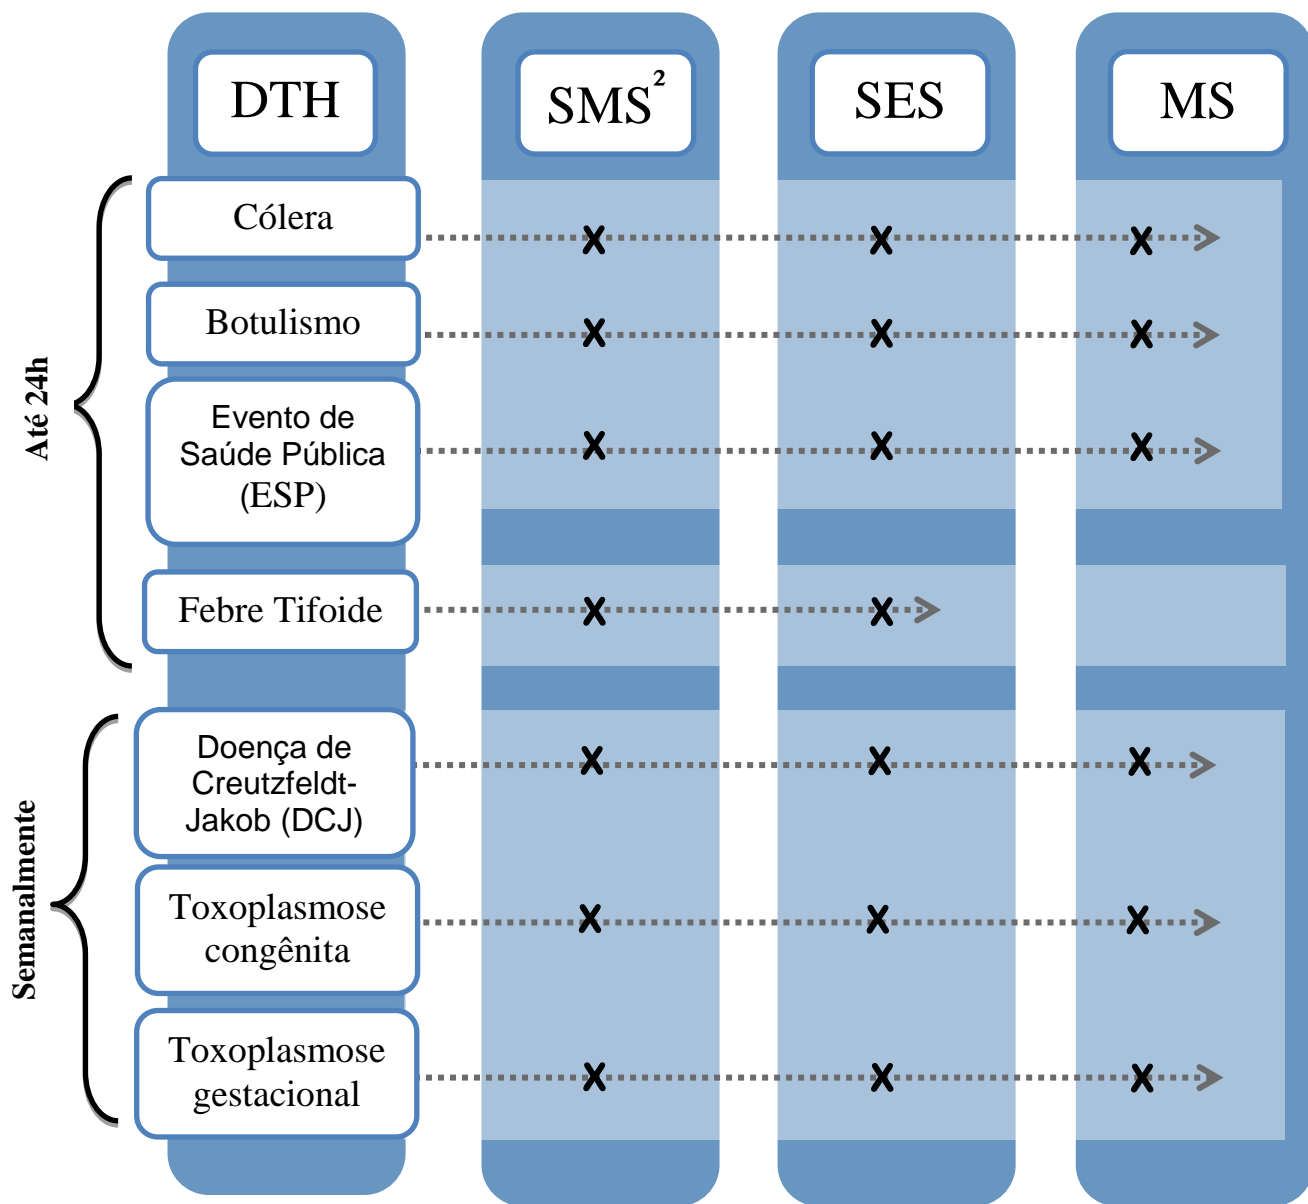 DTH
SMS²
SES
MS
Até 24h
Cólera
X X X
Botulismo
X X X
Evento de
Saúde Pública
(ESP)
X X X
Febre Tifoide
X X
Semanalmente
Doença de
Creutzfeldt-
Jakob (DCJ)
X X X
Toxoplasmose
congênita
X X X
Toxoplasmose
gestacional
X X X